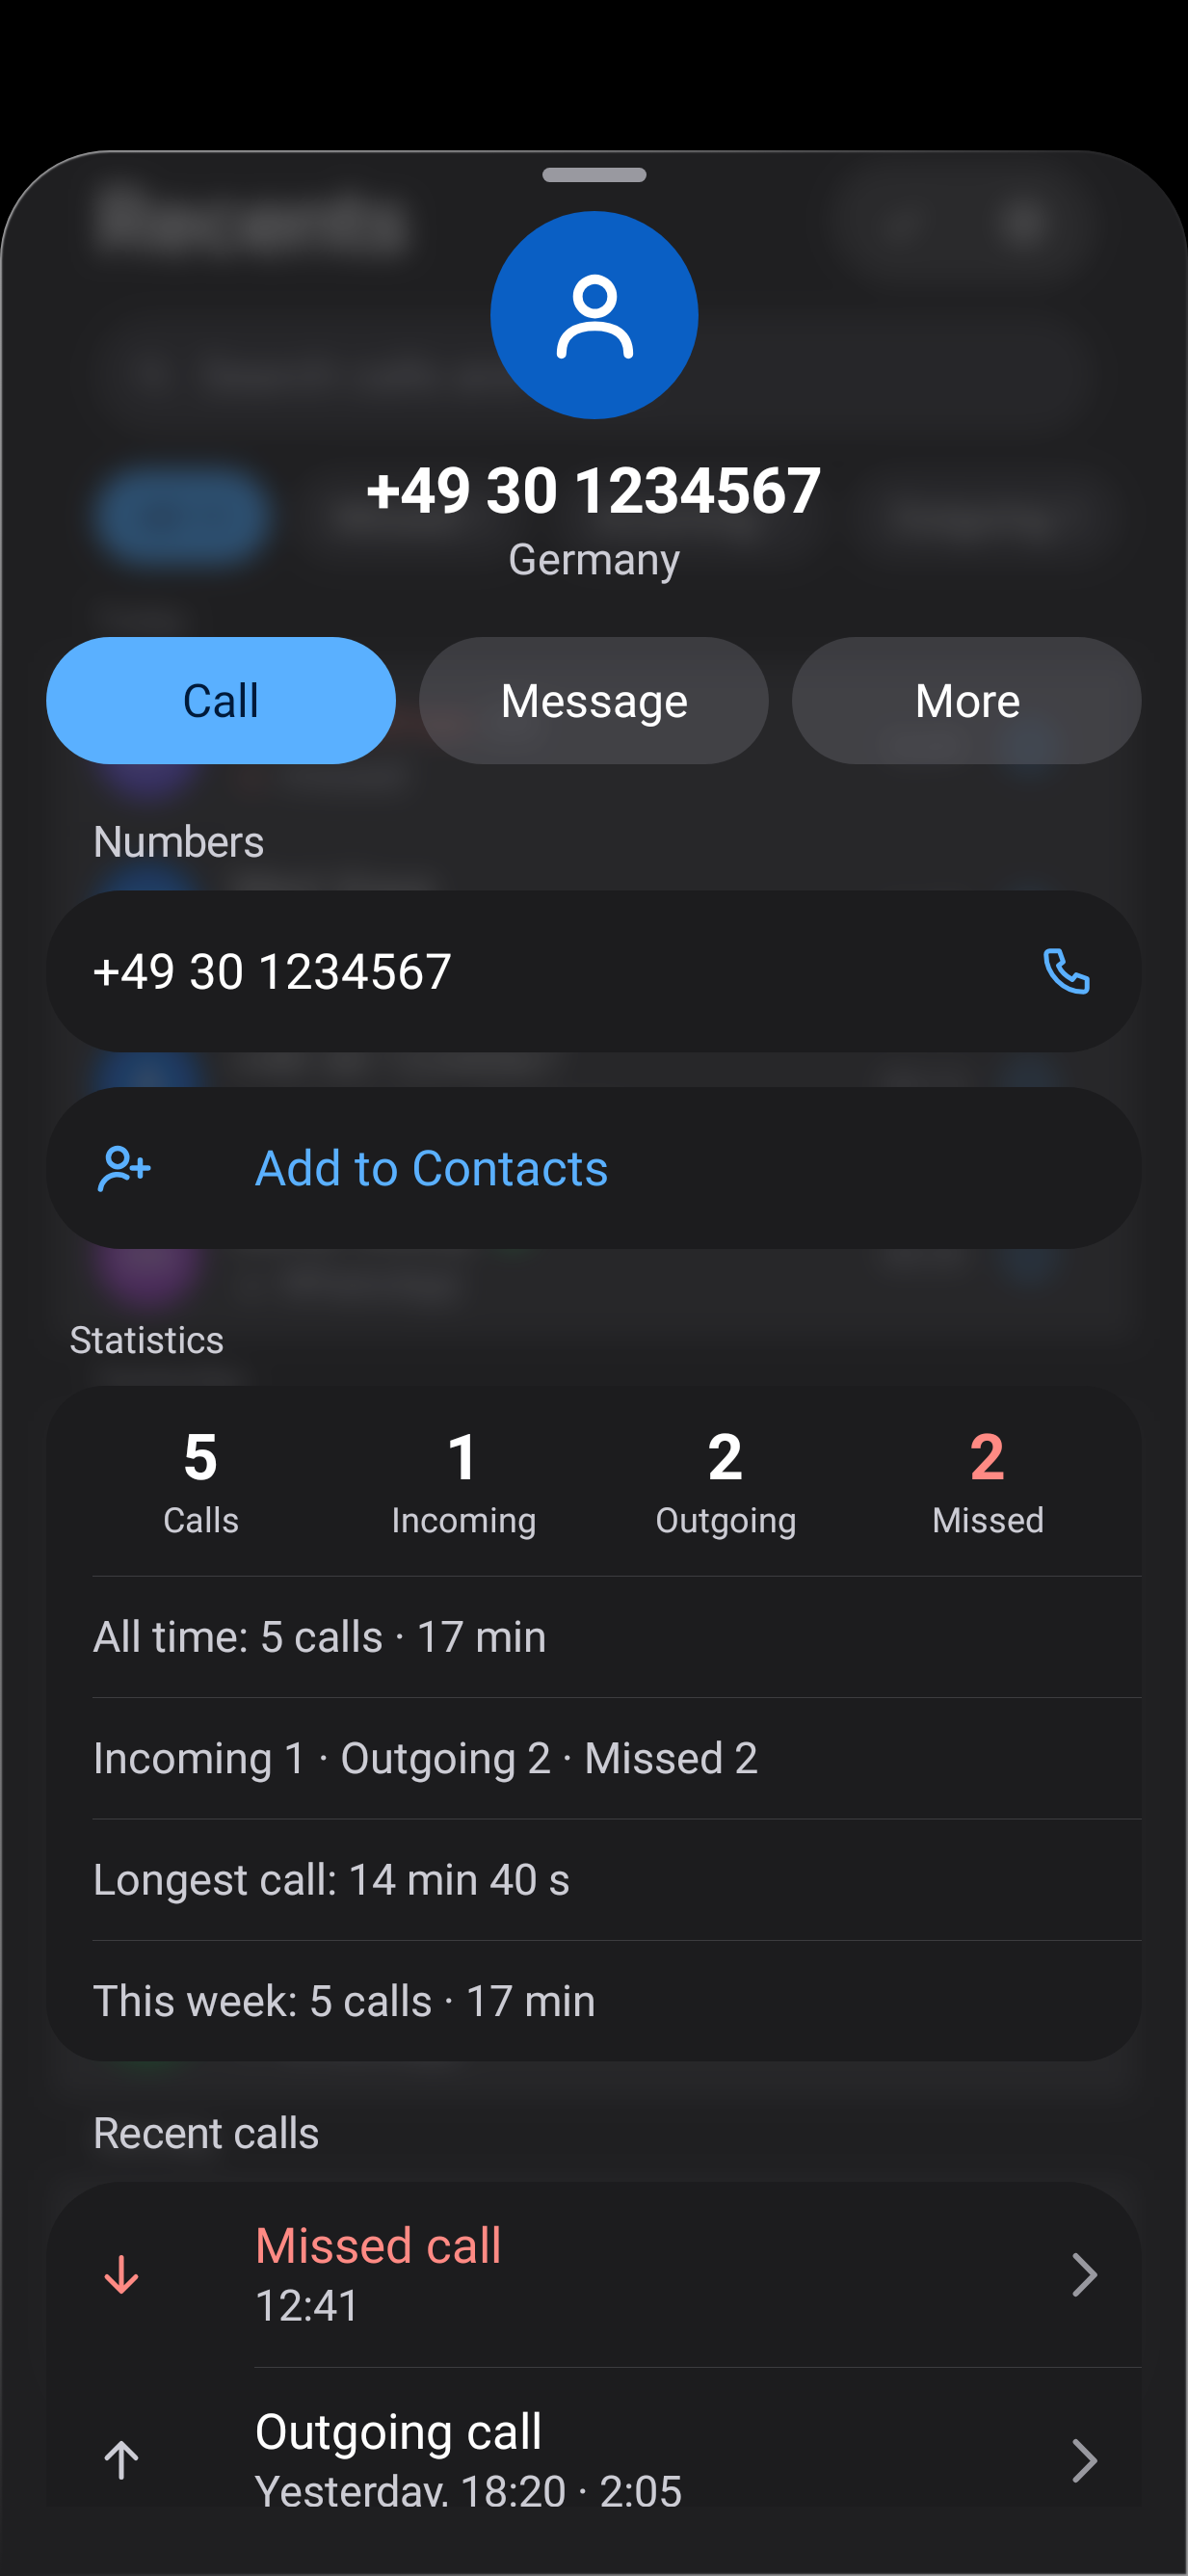 Recents
+49 30 1234567
Germany
Call
Message
More
Numbers
+49 30 1234567
Add to Contacts
Statistics
5
1
2
2
Calls
Incoming
Outgoing
Missed
All time: 5 calls · 17 min
Incoming 1 · Outgoing 2 · Missed 2
Longest call: 14 min 40 s
This week: 5 calls · 17 min
Recent calls
Missed call
12:41
Outgoing call
Yesterday, 18:20 · 2:05